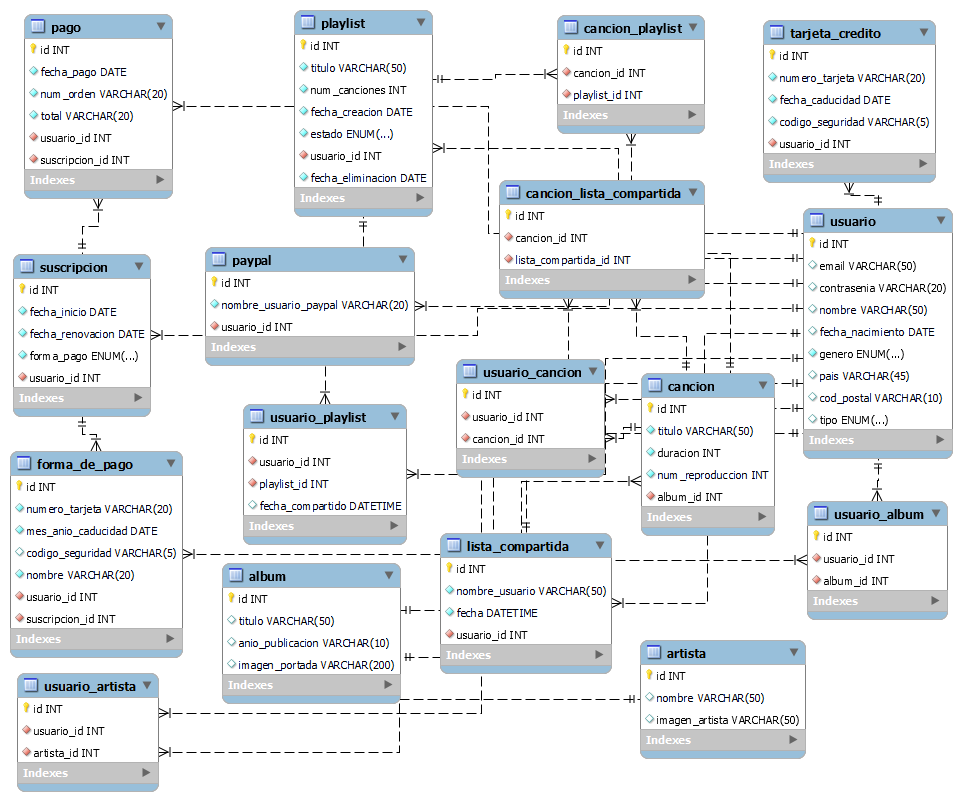 pago
id INT
fecha_pago DATE
num_orden VARCHAR(20)
total VARCHAR(20)
usuario_id INT
suscripcion_id INT
Indexes
playlist
id INT
titulo VARCHAR(50)
num_canciones INT
fecha_creacion DATE
estado ENUM(...)
usuario_id INT
fecha_eliminacion DATE
Indexes
cancion_playlist
id INT
cancion_id INT
playlist_id INT
Indexes
tarjeta_credito
id INT
numero_tarjeta VARCHAR(20)
fecha_caducidad DATE
codigo_seguridad VARCHAR(5)
usuario_id INT
Indexes
cancion_lista_compartida
id INT
cancion_id INT
lista_compartida_id INT
Indexes
usuario
id INT
email VARCHAR(50)
contrasenia VARCHAR(20)
nombre VARCHAR(50)
fecha_nacimiento DATE
genero ENUM(...)
pais VARCHAR(45)
cod_postal VARCHAR(10)
tipo ENUM(...)
Indexes
suscripcion
id INT
fecha_inicio DATE
fecha_renovacion DATE
forma_pago ENUM(...)
usuario_id INT
Indexes
paypal
id INT
nombre_usuario_paypal VARCHAR(20)
usuario_id INT
Indexes
usuario_cancion
id INT
usuario_id INT
cancion_id INT
Indexes
cancion
id INT
titulo VARCHAR(50)
duracion INT
num_reproduccion INT
album_id INT
Indexes
usuario_playlist
id INT
usuario_id INT
playlist_id INT
fecha_compartido DATETIME
Indexes
forma_de_pago
id INT
numero_tarjeta VARCHAR(20)
mes_anio_caducidad DATE
codigo_seguridad VARCHAR(5)
nombre VARCHAR(20)
usuario_id INT
suscripcion_id INT
Indexes
usuario_album
id INT
usuario_id INT
album_id INT
Indexes
lista_compartida
id INT
nombre_usuario VARCHAR(50)
fecha DATETIME
usuario_id INT
Indexes
album
id INT
titulo VARCHAR(50)
anio_publicacion VARCHAR(10)
imagen_portada VARCHAR(200)
Indexes
artista
id INT
nombre VARCHAR(50)
imagen_artista VARCHAR(50)
Indexes
usuario_artista
id INT
usuario_id INT
artista_id INT
Indexes